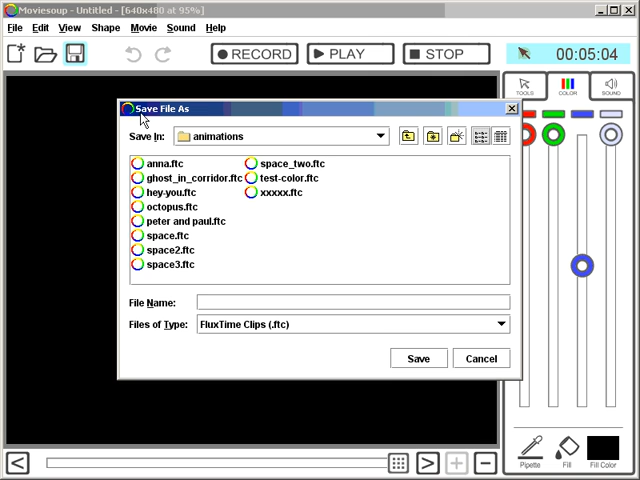 Moviesoup - Untitled - [640x480 at 95%]
File Edit View Shape Movie Sound Help
RECORD PLAY STOP 00:05:04
TOOLS COLOR SOUND
Save File As
Save In: animations
anna.ftc space_two.ftc
ghost_in_corridor.ftc test-color.ftc
hey-you.ftc xxxxx.ftc
octopus.ftc
peter and paul.ftc
space.ftc
space2.ftc
space3.ftc
File Name:
Files of Type: FluxTime Clips (.ftc)
Save Cancel
Pipette Fill Fill Color